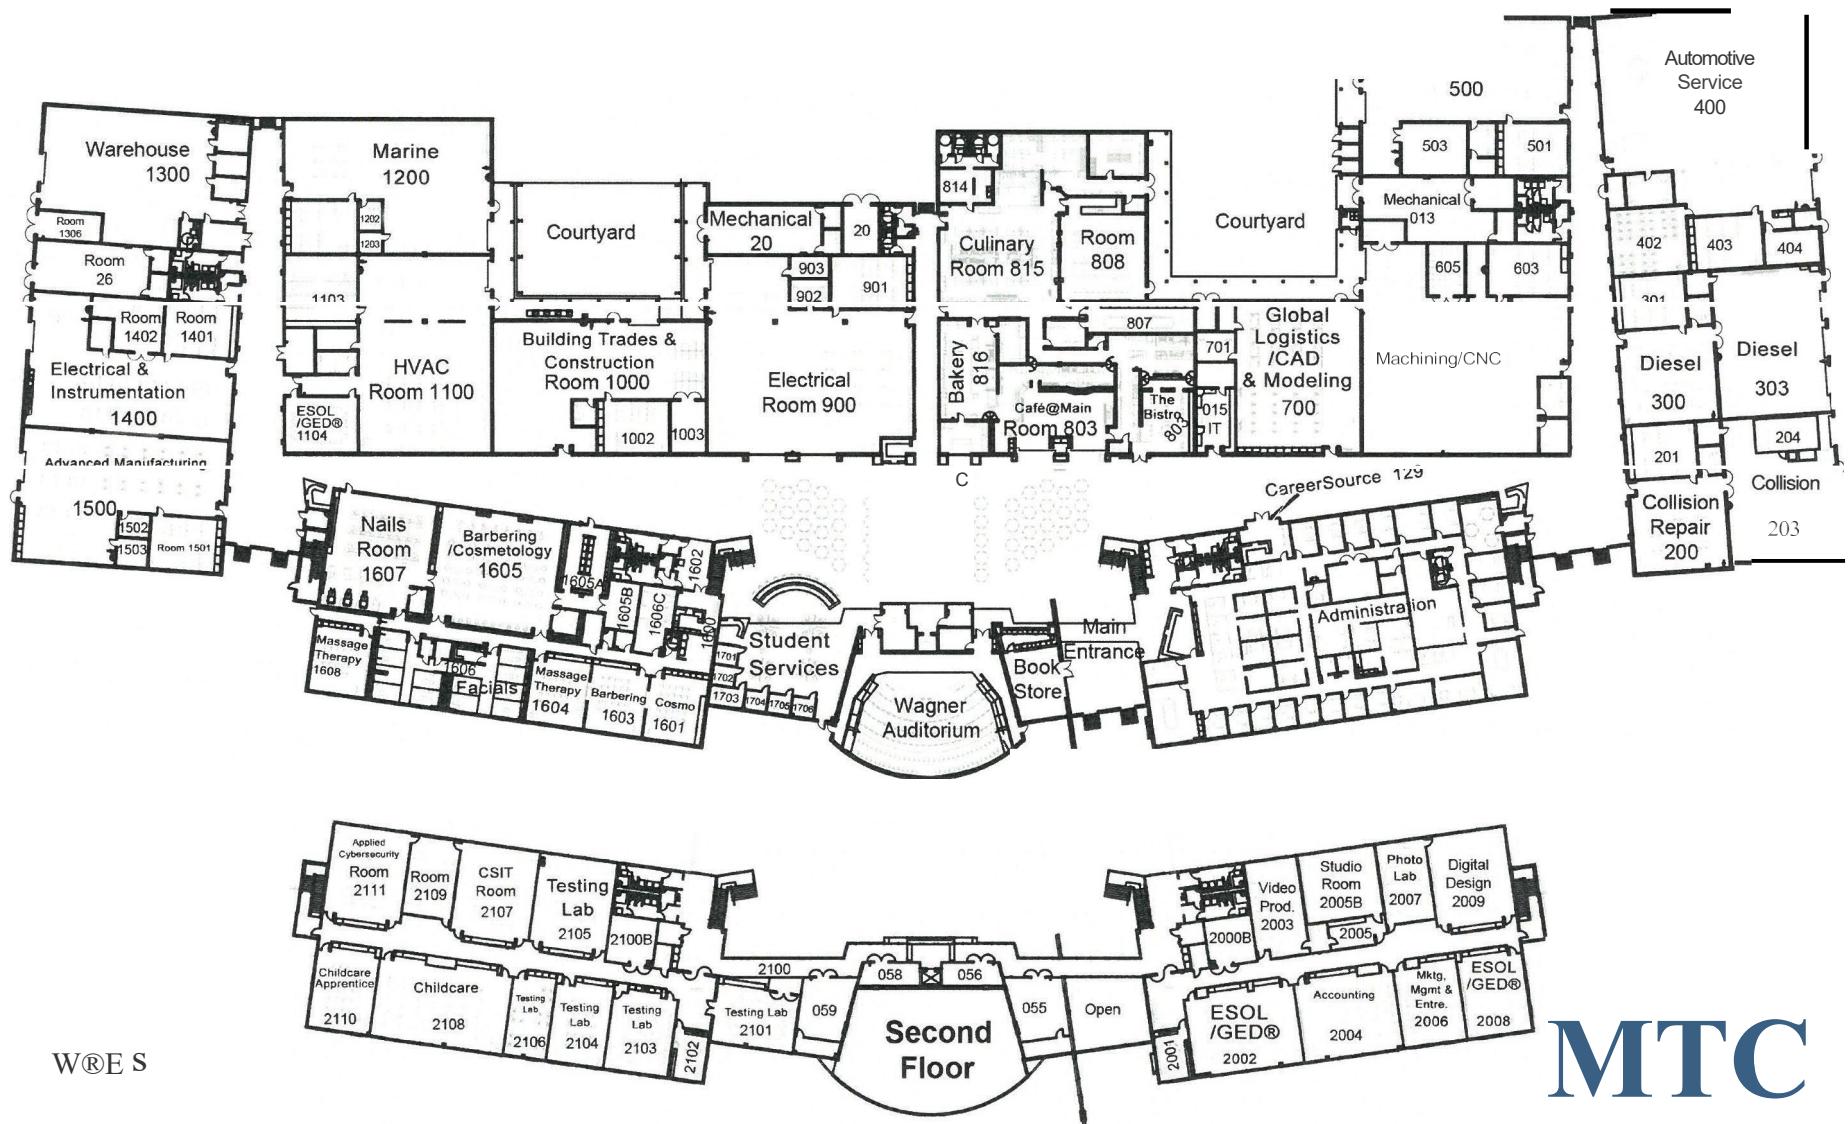 Automotive
Service
400
500
503
501
Mechanical
013
605
603
402
403
404
301
Diesel
300
Diesel
303
201
204
Collision
Collision
Repair
200
203
Warehouse
1300
Room
1306
Room
26
Room
1402
Room
1401
Electrical &
Instrumentation
1400
Advanced Manufacturing
1500
1502
1503
Room 1501
Marine
1200
1202
1203
1103
HVAC
Room 1100
ESOL
/GED®
1104
Courtyard
Building Trades &
Construction
Room 1000
1002
1003
Mechanical
20
20
903
902
901
Electrical
Room 900
814
Culinary
Room 815
Room
808
Courtyard
807
Bakery
816
Café@Main
Room 803
The
Bistro
803
701
015
IT
Global
Logistics
/CAD
& Modeling
700
Machining/CNC
C
CareerSource 129
Nails
Room
1607
Barbering
/Cosmetology
1605
1605A
1602
1605B
1606C
1600
Massage
Therapy
1608
1606
Facials
Massage
Therapy
1604
Barbering
1603
Cosmo
1601
1701
1702
1703
1704
1705
1706
Student
Services
Wagner
Auditorium
Book
Store
Main
Entrance
Administration
Applied
Cybersecurity
Room
2111
Room
2109
CSIT
Room
2107
Testing
Lab
2105
2100B
2100
Childcare
Apprentice
2110
Childcare
2108
Testing
Lab
2106
Testing
Lab
2104
Testing
Lab
2103
2102
Testing Lab
2101
059
058
056
055
Open
Second
Floor
2000B
Video
Prod.
2003
Studio
Room
2005B
2005
Photo
Lab
2007
Digital
Design
2009
2001
ESOL
/GED®
2002
Accounting
2004
Mktg,
Mgmt &
Entre.
2006
ESOL
/GED®
2008
W®E S
MTC